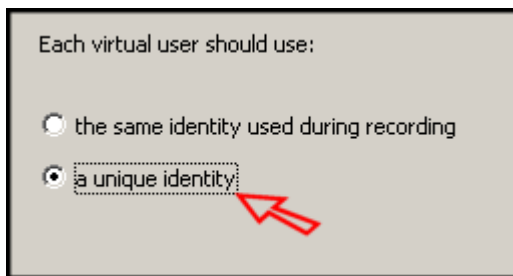 Each virtual user should use:
the same identity used during recording
a unique identity